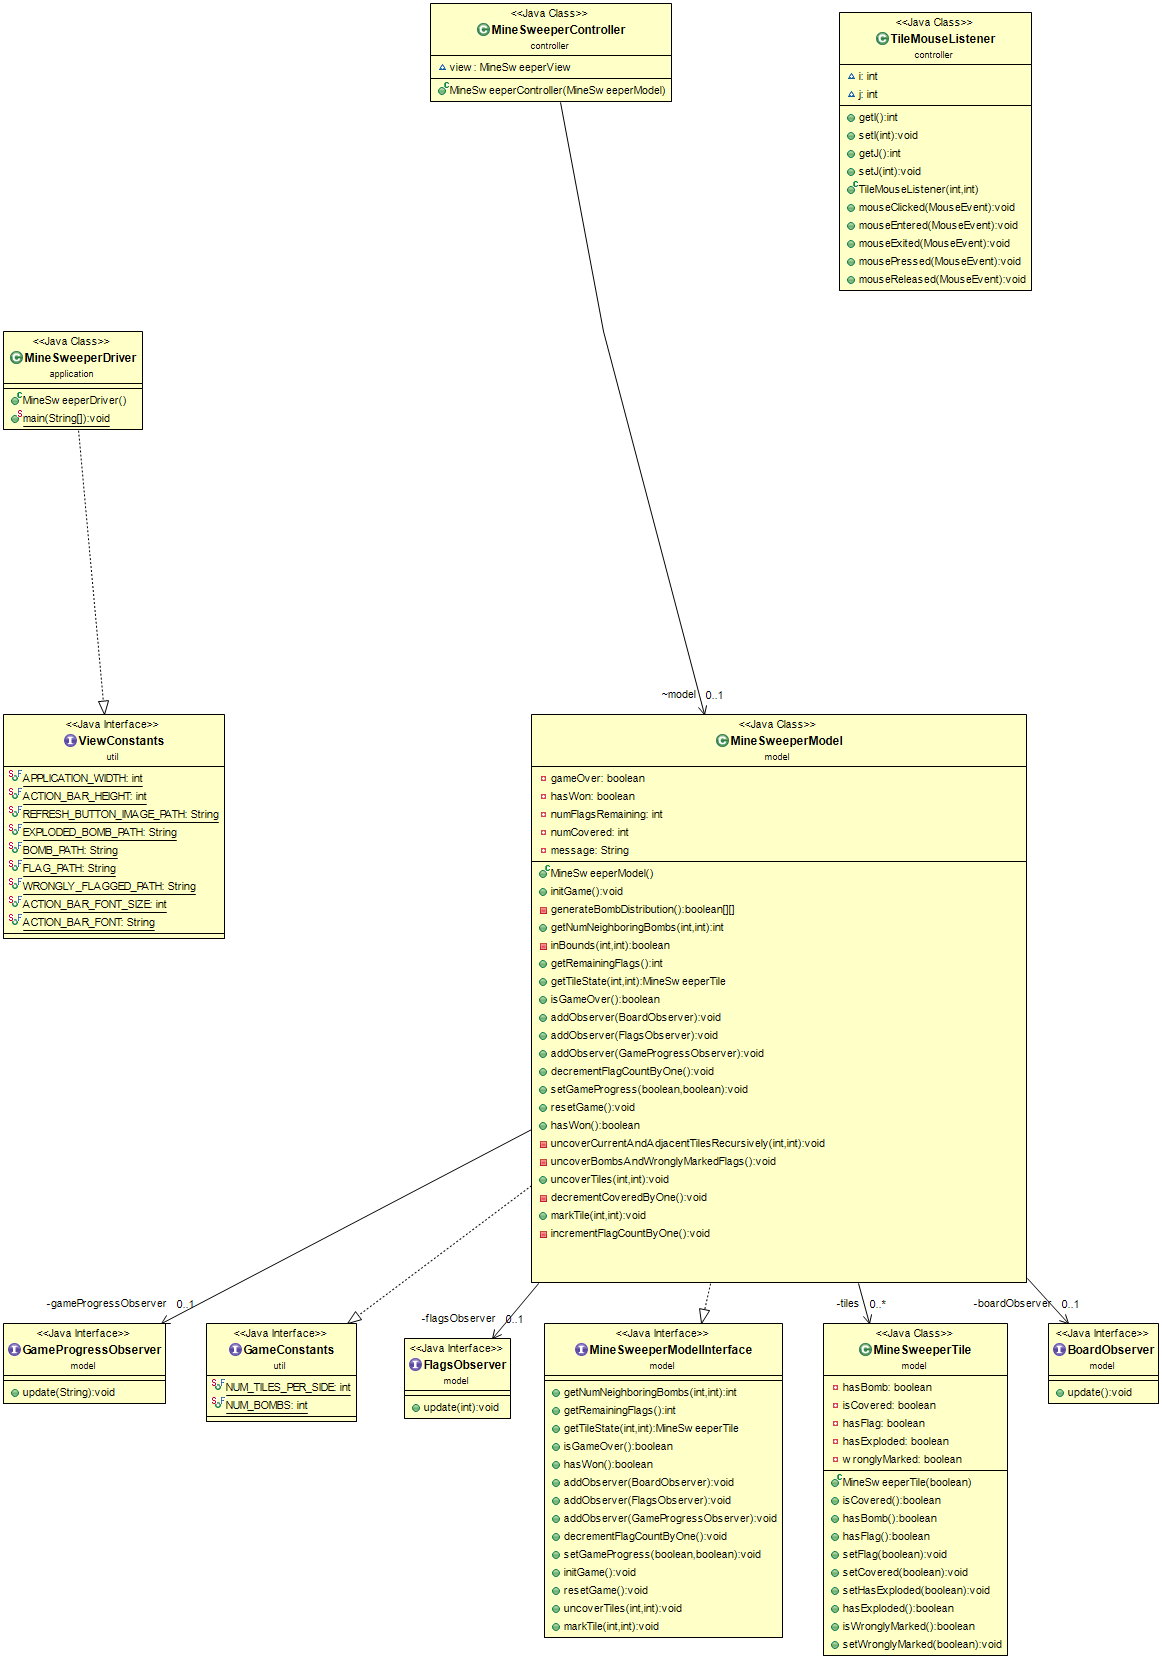 <<Java Class>>
MineSweeperController
controller
view : MineSweeperView
MineSweeperController(MineSweeperModel)
<<Java Class>>
TileMouseListener
controller
i: int
j: int
getI():int
setI(int):void
getJ():int
setJ(int):void
TileMouseListener(int,int)
mouseClicked(MouseEvent):void
mouseEntered(MouseEvent):void
mouseExited(MouseEvent):void
mousePressed(MouseEvent):void
mouseReleased(MouseEvent):void
<<Java Class>>
MineSweeperDriver
application
MineSweeperDriver()
main(String[]):void
~model 0..1
<<Java Interface>>
ViewConstants
util
APPLICATION_WIDTH: int
ACTION_BAR_HEIGHT: int
REFRESH_BUTTON_IMAGE_PATH: String
EXPLODED_BOMB_PATH: String
BOMB_PATH: String
FLAG_PATH: String
WRONGLY_FLAGGED_PATH: String
ACTION_BAR_FONT_SIZE: int
ACTION_BAR_FONT: String
<<Java Class>>
MineSweeperModel
model
gameOver: boolean
hasWon: boolean
numFlagsRemaining: int
numCovered: int
message: String
MineSweeperModel()
initGame():void
generateBombDistribution():boolean[][]
getNumNeighboringBombs(int,int):int
inBounds(int,int):boolean
getRemainingFlags():int
getTileState(int,int):MineSweeperTile
isGameOver():boolean
addObserver(BoardObserver):void
addObserver(FlagsObserver):void
addObserver(GameProgressObserver):void
decrementFlagCountByOne():void
setGameProgress(boolean,boolean):void
resetGame():void
hasWon():boolean
uncoverCurrentAndAdjacentTilesRecursively(int,int):void
uncoverBombsAndWronglyMarkedFlags():void
uncoverTiles(int,int):void
decrementCoveredByOne():void
markTile(int,int):void
incrementFlagCountByOne():void
-gameProgressObserver 0..1
-flagsObserver 0..1
-tiles 0..*
-boardObserver 0..1
<<Java Interface>>
GameProgressObserver
model
update(String):void
<<Java Interface>>
GameConstants
util
NUM_TILES_PER_SIDE: int
NUM_BOMBS: int
<<Java Interface>>
FlagsObserver
model
update(int):void
<<Java Interface>>
MineSweeperModelInterface
model
getNumNeighboringBombs(int,int):int
getRemainingFlags():int
getTileState(int,int):MineSweeperTile
isGameOver():boolean
hasWon():boolean
addObserver(BoardObserver):void
addObserver(FlagsObserver):void
addObserver(GameProgressObserver):void
decrementFlagCountByOne():void
setGameProgress(boolean,boolean):void
initGame():void
resetGame():void
uncoverTiles(int,int):void
markTile(int,int):void
<<Java Class>>
MineSweeperTile
model
hasBomb: boolean
isCovered: boolean
hasFlag: boolean
hasExploded: boolean
wronglyMarked: boolean
MineSweeperTile(boolean)
isCovered():boolean
hasBomb():boolean
hasFlag():boolean
setFlag(boolean):void
setCovered(boolean):void
setHasExploded(boolean):void
hasExploded():boolean
isWronglyMarked():boolean
setWronglyMarked(boolean):void
<<Java Interface>>
BoardObserver
model
update():void